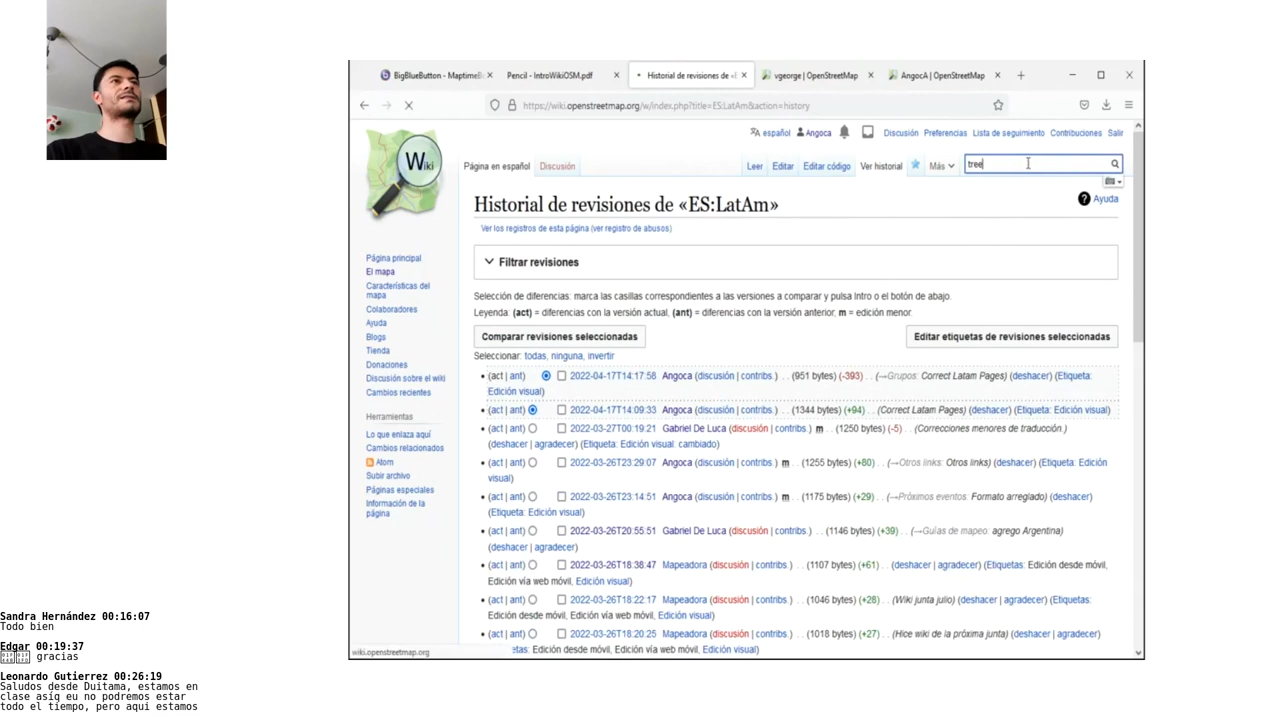 BigBlueButton - Maptime
Pencil - IntroWikiOSM.pdf
Historial de revisiones de «E
vgeorge | OpenStreetMap
AngocA | OpenStreetMap
https://wiki.openstreetmap.org/w/index.php?title=ES:LatAm&action=history
Wiki
español Angoca Discusión Preferencias Lista de seguimiento Contribuciones Salir
Página en español Discusión Leer Editar Editar código Ver historial Más tree
Historial de revisiones de «ES:LatAm»
Ayuda
Ver los registros de esta página (ver registro de abusos)
Filtrar revisiones
Selección de diferencias: marca las casillas correspondientes a las versiones a comparar y pulsa Intro o el botón de abajo.
Leyenda: (act) = diferencias con la versión actual, (ant) = diferencias con la versión anterior, m = edición menor.
Comparar revisiones seleccionadas
Editar etiquetas de revisiones seleccionadas
Seleccionar: todas, ninguna, invertir
• (act | ant) 2022-04-17T14:17:58 Angoca (discusión | contribs.) . . (951 bytes) (-393) . . (→Grupos: Correct Latam Pages) (deshacer) (Etiqueta:
Edición visual)
• (act | ant) 2022-04-17T14:09:33 Angoca (discusión | contribs.) . . (1344 bytes) (+94) . . (Correct Latam Pages) (deshacer) (Etiqueta: Edición visual)
• (act | ant) 2022-03-27T00:19:21 Gabriel De Luca (discusión | contribs.) m . . (1250 bytes) (-5) . . (Correcciones menores de traducción.)
(deshacer | agradecer) (Etiqueta: Edición visual: cambiado)
• (act | ant) 2022-03-26T23:29:07 Angoca (discusión | contribs.) m . . (1255 bytes) (+80) . . (→Otros links: Otros links) (deshacer) (Etiqueta: Edición
visual)
• (act | ant) 2022-03-26T23:14:51 Angoca (discusión | contribs.) m . . (1175 bytes) (+29) . . (→Próximos eventos: Formato arreglado) (deshacer)
(Etiqueta: Edición visual)
• (act | ant) 2022-03-26T20:55:51 Gabriel De Luca (discusión | contribs.) . . (1146 bytes) (+39) . . (→Guías de mapeo: agrego Argentina)
(deshacer | agradecer)
• (act | ant) 2022-03-26T18:38:47 Mapeadora (discusión | contribs.) . . (1107 bytes) (+61) . . (deshacer | agradecer) (Etiquetas: Edición desde móvil,
Edición vía web móvil, Edición visual)
• (act | ant) 2022-03-26T18:22:17 Mapeadora (discusión | contribs.) . . (1046 bytes) (+28) . . (Wiki junta julio) (deshacer | agradecer) (Etiquetas:
Edición desde móvil, Edición vía web móvil, Edición visual)
• (act | ant) 2022-03-26T18:20:25 Mapeadora (discusión | contribs.) . . (1018 bytes) (+27) . . (Hice wiki de la próxima junta) (deshacer | agradecer)
etas: Edición desde móvil, Edición vía web móvil, Edición visual)
Página principal
El mapa
Características del
mapa
Colaboradores
Ayuda
Blogs
Tienda
Donaciones
Discusión sobre el wiki
Cambios recientes
Herramientas
Lo que enlaza aquí
Cambios relacionados
Atom
Subir archivo
Páginas especiales
Información de la
página
wiki.openstreetmap.org
Sandra Hernández 00:16:07
Todo bien
Edgar 00:19:37
gracias
Leonardo Gutierrez 00:26:19
Saludos desde Duitama, estamos en
clase asig eu no podremos estar
todo el tiempo, pero aqui estamos